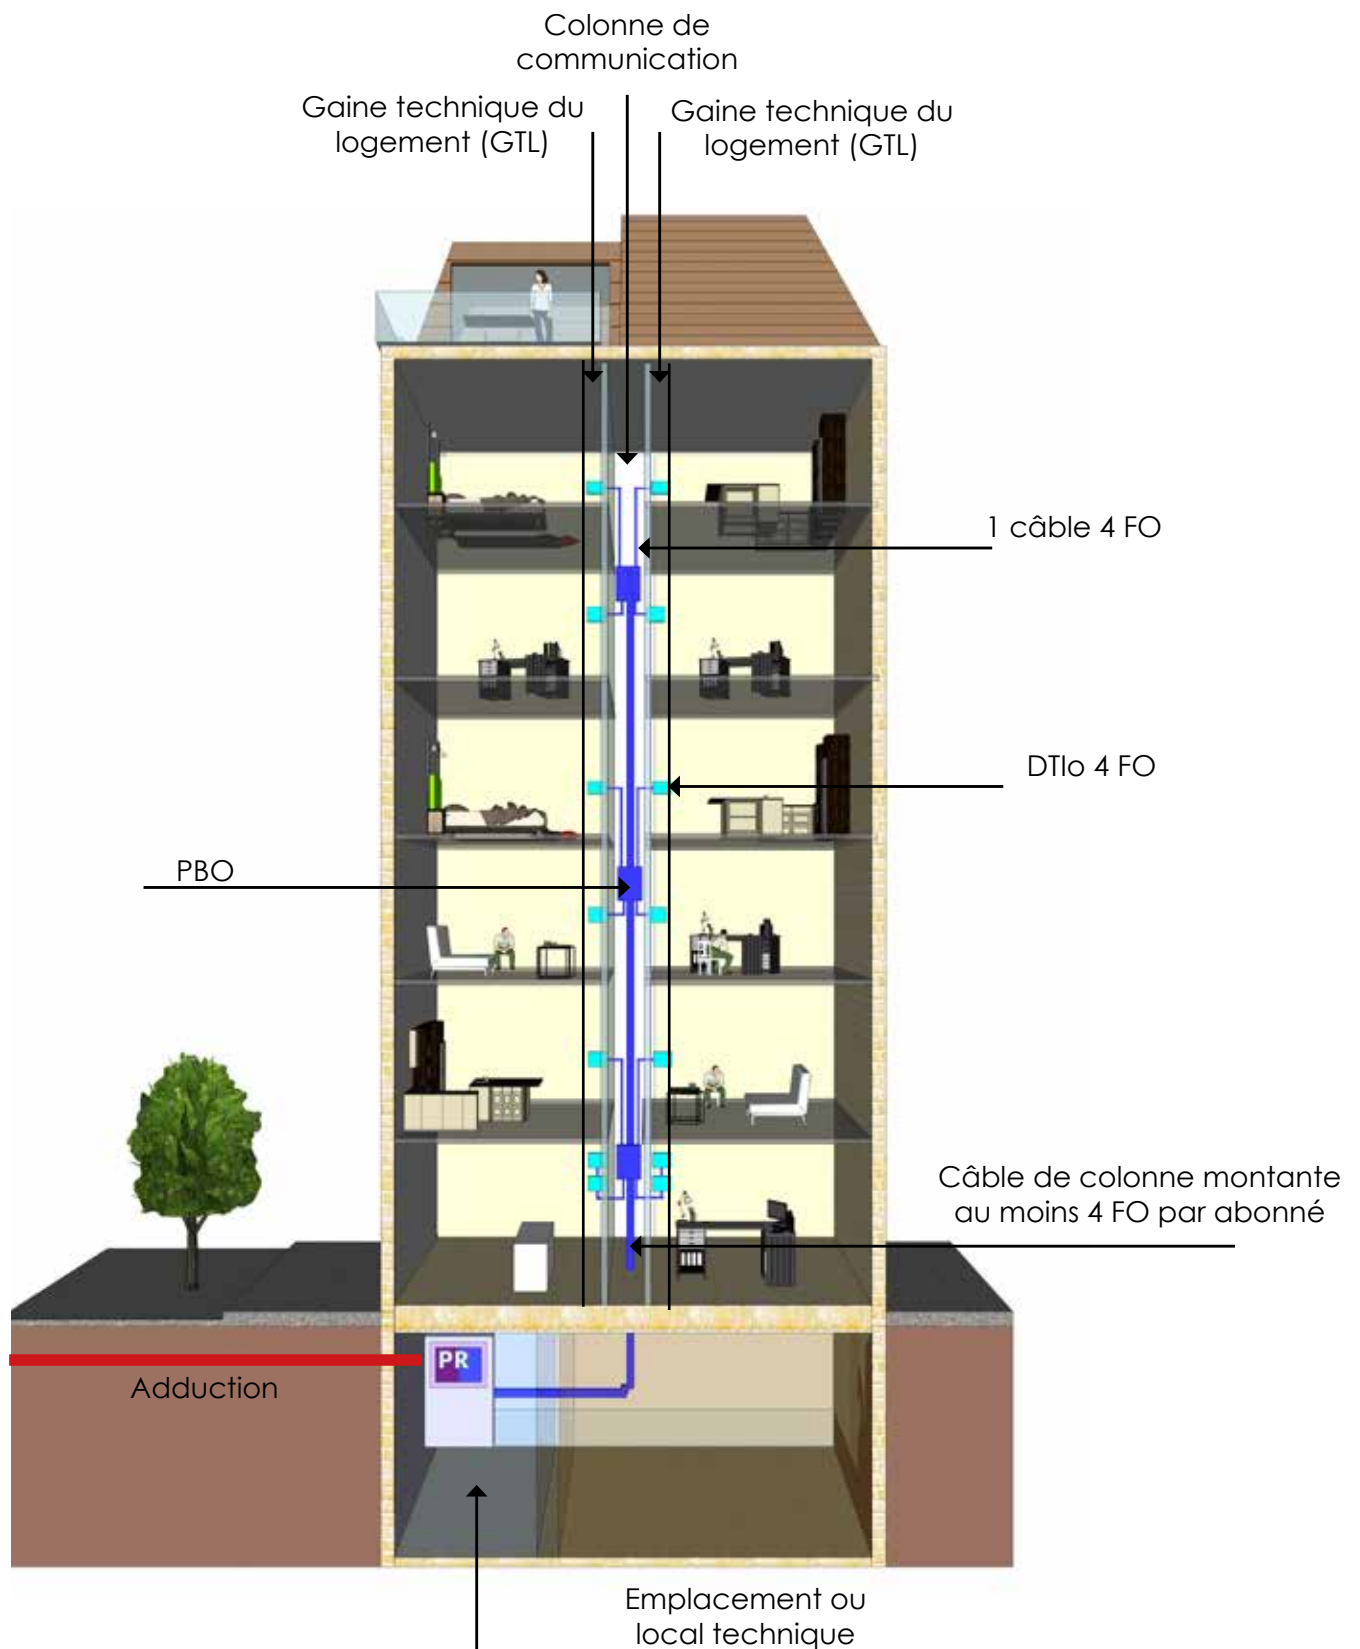 Colonne de
communication
Gaine technique du
logement (GTL)
Gaine technique du
logement (GTL)
1 câble 4 FO
DTIo 4 FO
PBO
Câble de colonne montante
au moins 4 FO par abonné
PR
Adduction
Emplacement ou
local technique